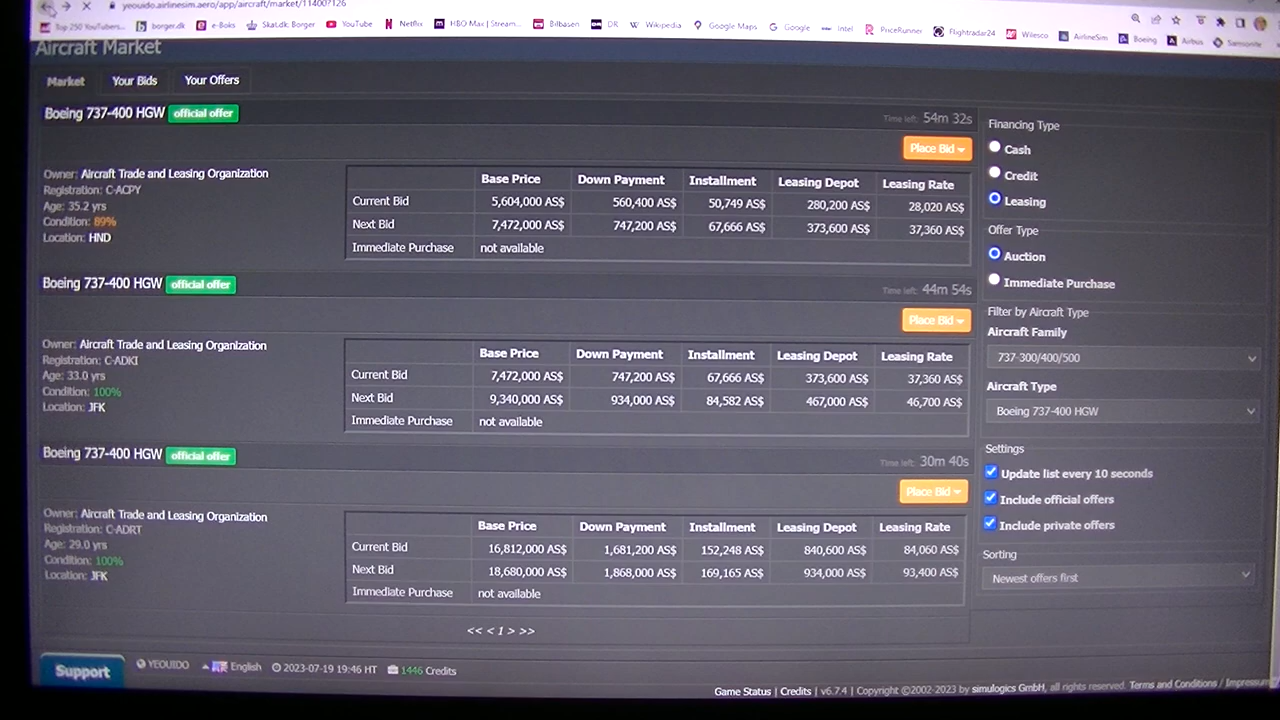 yeouido.airlinesim.aero/app/aircraft/market/11400?126
Top 250 YouTubers... borger.dk e-Boks Skat.dk: Borger YouTube Netflix HBO Max | Stream... Bilbasen DR Wikipedia Google Maps Google Intel PriceRunner Flightradar24 Wilesco AirlineSim Boeing Airbus Samsonite
Aircraft Market
Market Your Bids Your Offers
Boeing 737-400 HGW official offer Time left: 54m 32s
Place Bid
Owner: Aircraft Trade and Leasing Organization
Registration: C-ACPY
Age: 35.2 yrs
Condition: 89%
Location: HND
Base Price Down Payment Installment Leasing Depot Leasing Rate
Current Bid 5,604,000 AS$ 560,400 AS$ 50,749 AS$ 280,200 AS$ 28,020 AS$
Next Bid 7,472,000 AS$ 747,200 AS$ 67,666 AS$ 373,600 AS$ 37,360 AS$
Immediate Purchase not available
Boeing 737-400 HGW official offer Time left: 44m 54s
Place Bid
Owner: Aircraft Trade and Leasing Organization
Registration: C-ADKI
Age: 33.0 yrs
Condition: 100%
Location: JFK
Base Price Down Payment Installment Leasing Depot Leasing Rate
Current Bid 7,472,000 AS$ 747,200 AS$ 67,666 AS$ 373,600 AS$ 37,360 AS$
Next Bid 9,340,000 AS$ 934,000 AS$ 84,582 AS$ 467,000 AS$ 46,700 AS$
Immediate Purchase not available
Boeing 737-400 HGW official offer Time left: 30m 40s
Place Bid
Owner: Aircraft Trade and Leasing Organization
Registration: C-ADRT
Age: 29.0 yrs
Condition: 100%
Location: JFK
Base Price Down Payment Installment Leasing Depot Leasing Rate
Current Bid 16,812,000 AS$ 1,681,200 AS$ 152,248 AS$ 840,600 AS$ 84,060 AS$
Next Bid 18,680,000 AS$ 1,868,000 AS$ 169,165 AS$ 934,000 AS$ 93,400 AS$
Immediate Purchase not available
<< < 1 > >>
Financing Type
Cash
Credit
Leasing
Offer Type
Auction
Immediate Purchase
Filter by Aircraft Type
Aircraft Family
737-300/400/500
Aircraft Type
Boeing 737-400 HGW
Settings
Update list every 10 seconds
Include official offers
Include private offers
Sorting
Newest offers first
Support YEOUIDO English 2023-07-19 19:46 HT 1446 Credits
Game Status | Credits | v6.7.4 | Copyright ©2002-2023 by simulogics GmbH, all rights reserved. Terms and Conditions / Impressum